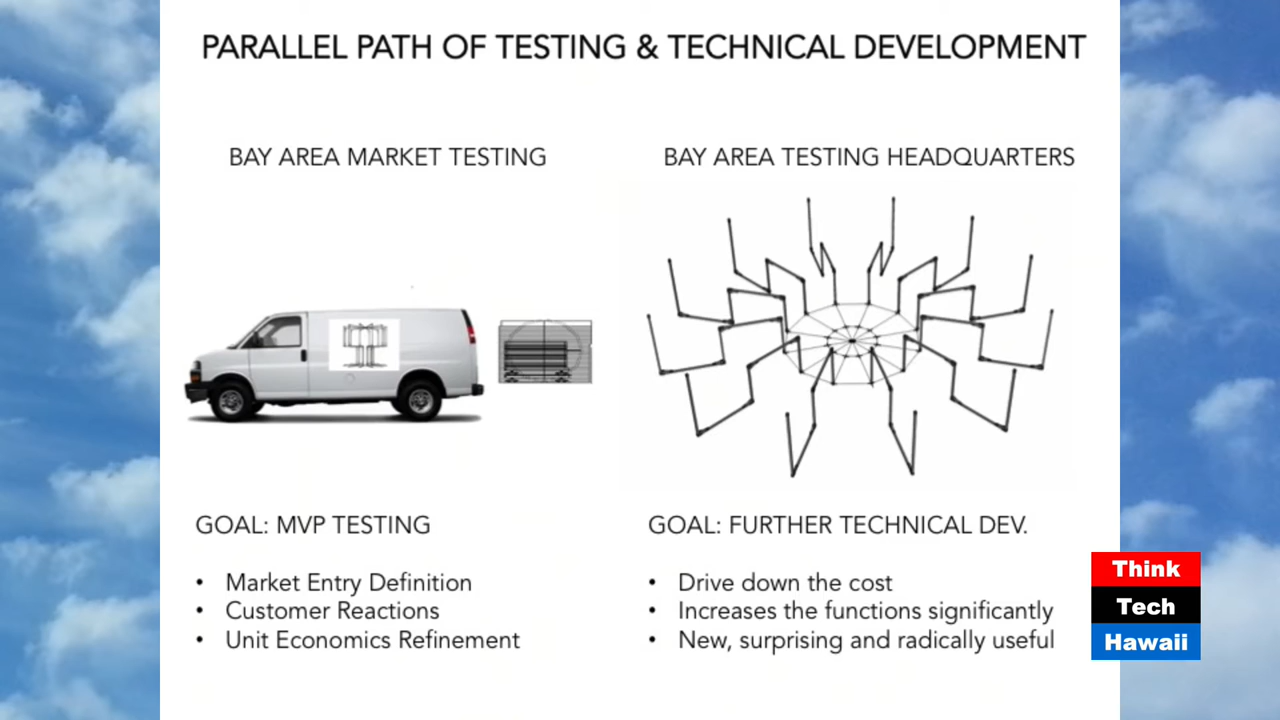 PARALLEL PATH OF TESTING & TECHNICAL DEVELOPMENT
BAY AREA MARKET TESTING
BAY AREA TESTING HEADQUARTERS
GOAL: MVP TESTING
• Market Entry Definition
• Customer Reactions
• Unit Economics Refinement
GOAL: FURTHER TECHNICAL DEV.
• Drive down the cost
• Increases the functions significantly
• New, surprising and radically useful
Think
Tech
Hawaii